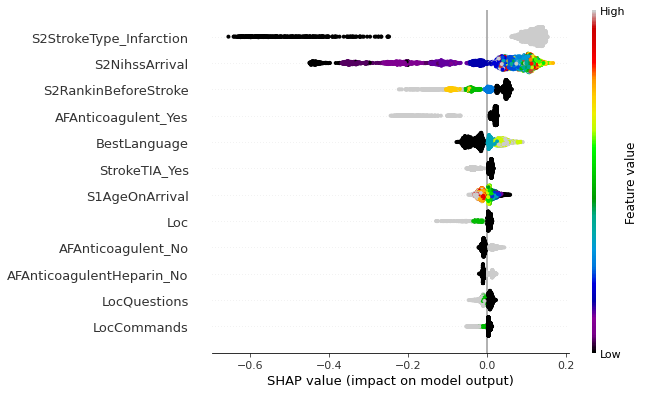 High
S2StrokeType_Infarction
S2NihssArrival
S2RankinBeforeStroke
AFAnticoagulent_Yes
BestLanguage
StrokeTIA_Yes
S1AgeOnArrival
Loc
AFAnticoagulent_No
AFAnticoagulentHeparin_No
LocQuestions
LocCommands
Feature value
Low
−0.6 −0.4 −0.2 0.0 0.2
SHAP value (impact on model output)